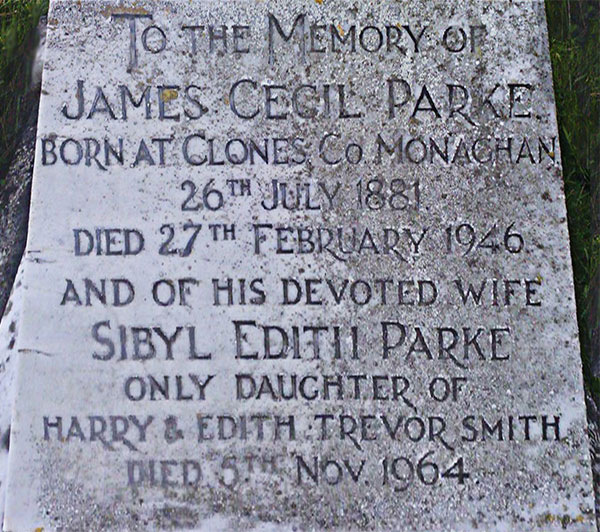 To the Memory of
James Cecil Parke.
Born at Clones, Co Monaghan
26th July 1881
Died 27th February 1946.
and of his devoted wife
Sibyl Edith Parke
only daughter of
Harry & Edith Trevor Smith
Died 5th Nov. 1964.